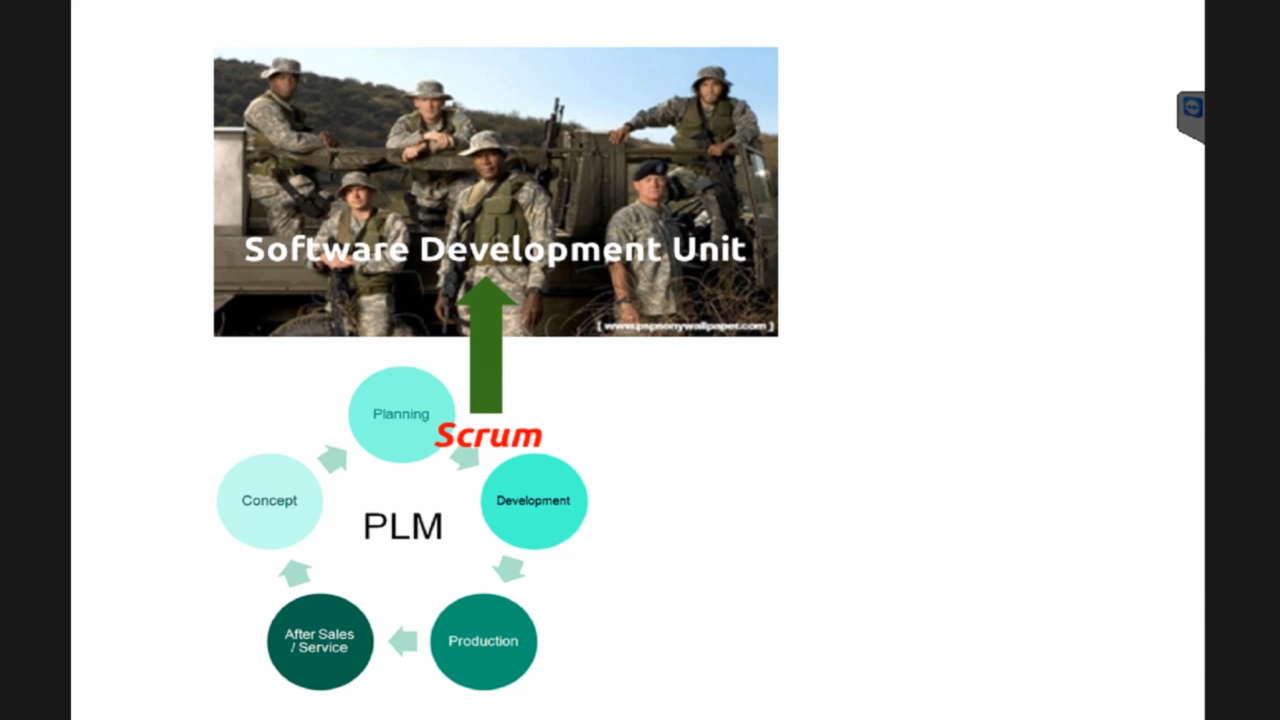 Software Development Unit
[ www.pspsonywallpaper.com ]
Planning
Scrum
Concept
Development
PLM
After Sales
/ Service
Production